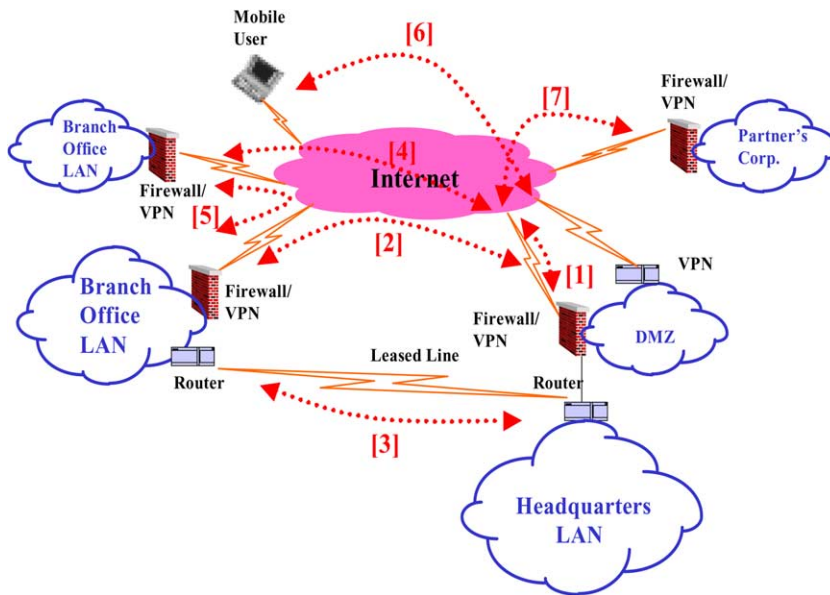 Mobile
User
[6]
[7]
Firewall/
VPN
Branch
Office
LAN
Partner's
Corp.
[4]
Internet
Firewall/
VPN
[5]
[2]
[1]
VPN
Branch
Office
LAN
Firewall/
VPN
Firewall/
VPN
DMZ
Leased Line
Router
Router
[3]
Headquarters
LAN